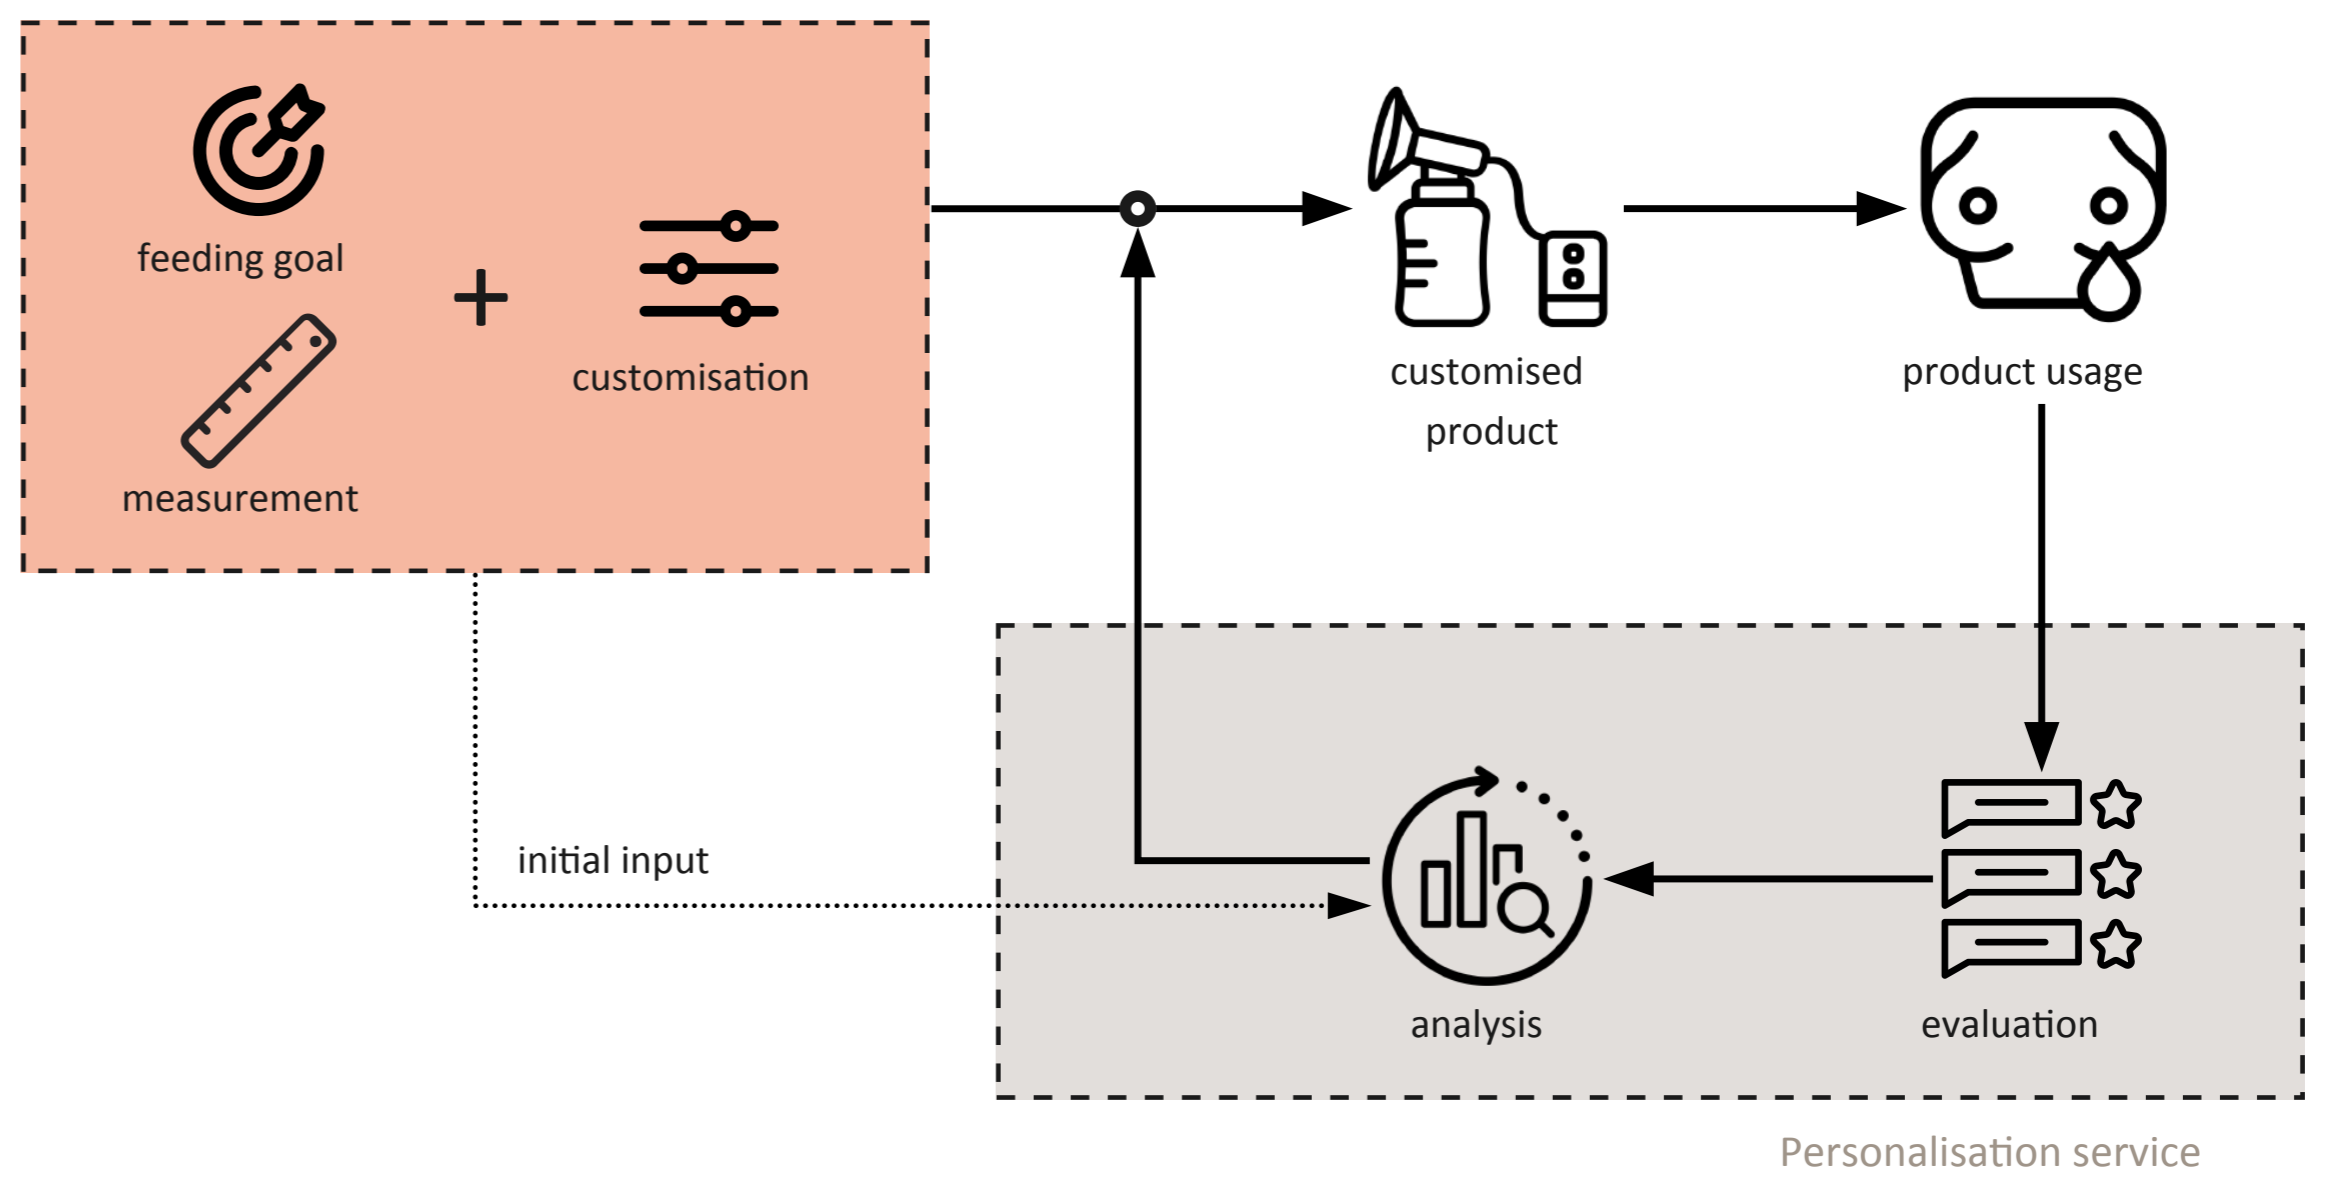 feeding goal
measurement
+
customisation
customised
product
product usage
initial input
analysis
evaluation
Personalisation service